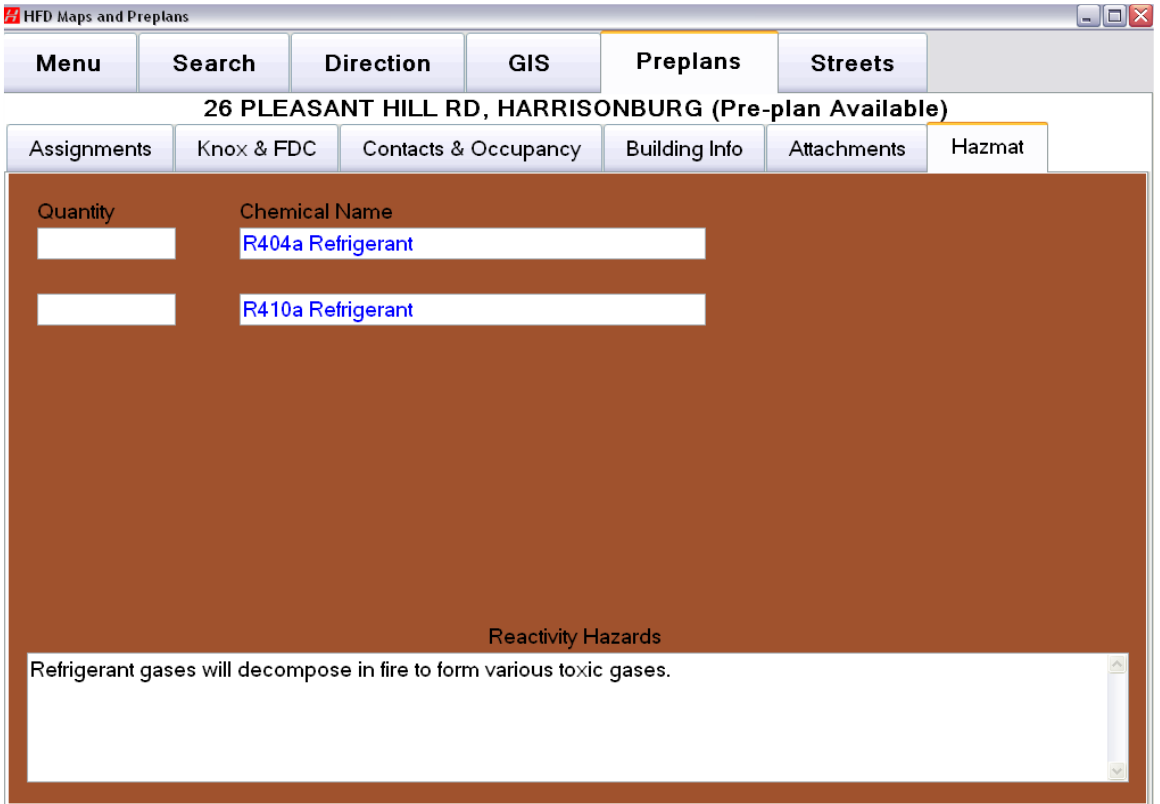 HFD Maps and Preplans
Menu Search Direction GIS Preplans Streets
26 PLEASANT HILL RD, HARRISONBURG (Pre-plan Available)
Assignments Knox & FDC Contacts & Occupancy Building Info Attachments Hazmat
Quantity Chemical Name
R404a Refrigerant
R410a Refrigerant
Reactivity Hazards
Refrigerant gases will decompose in fire to form various toxic gases.